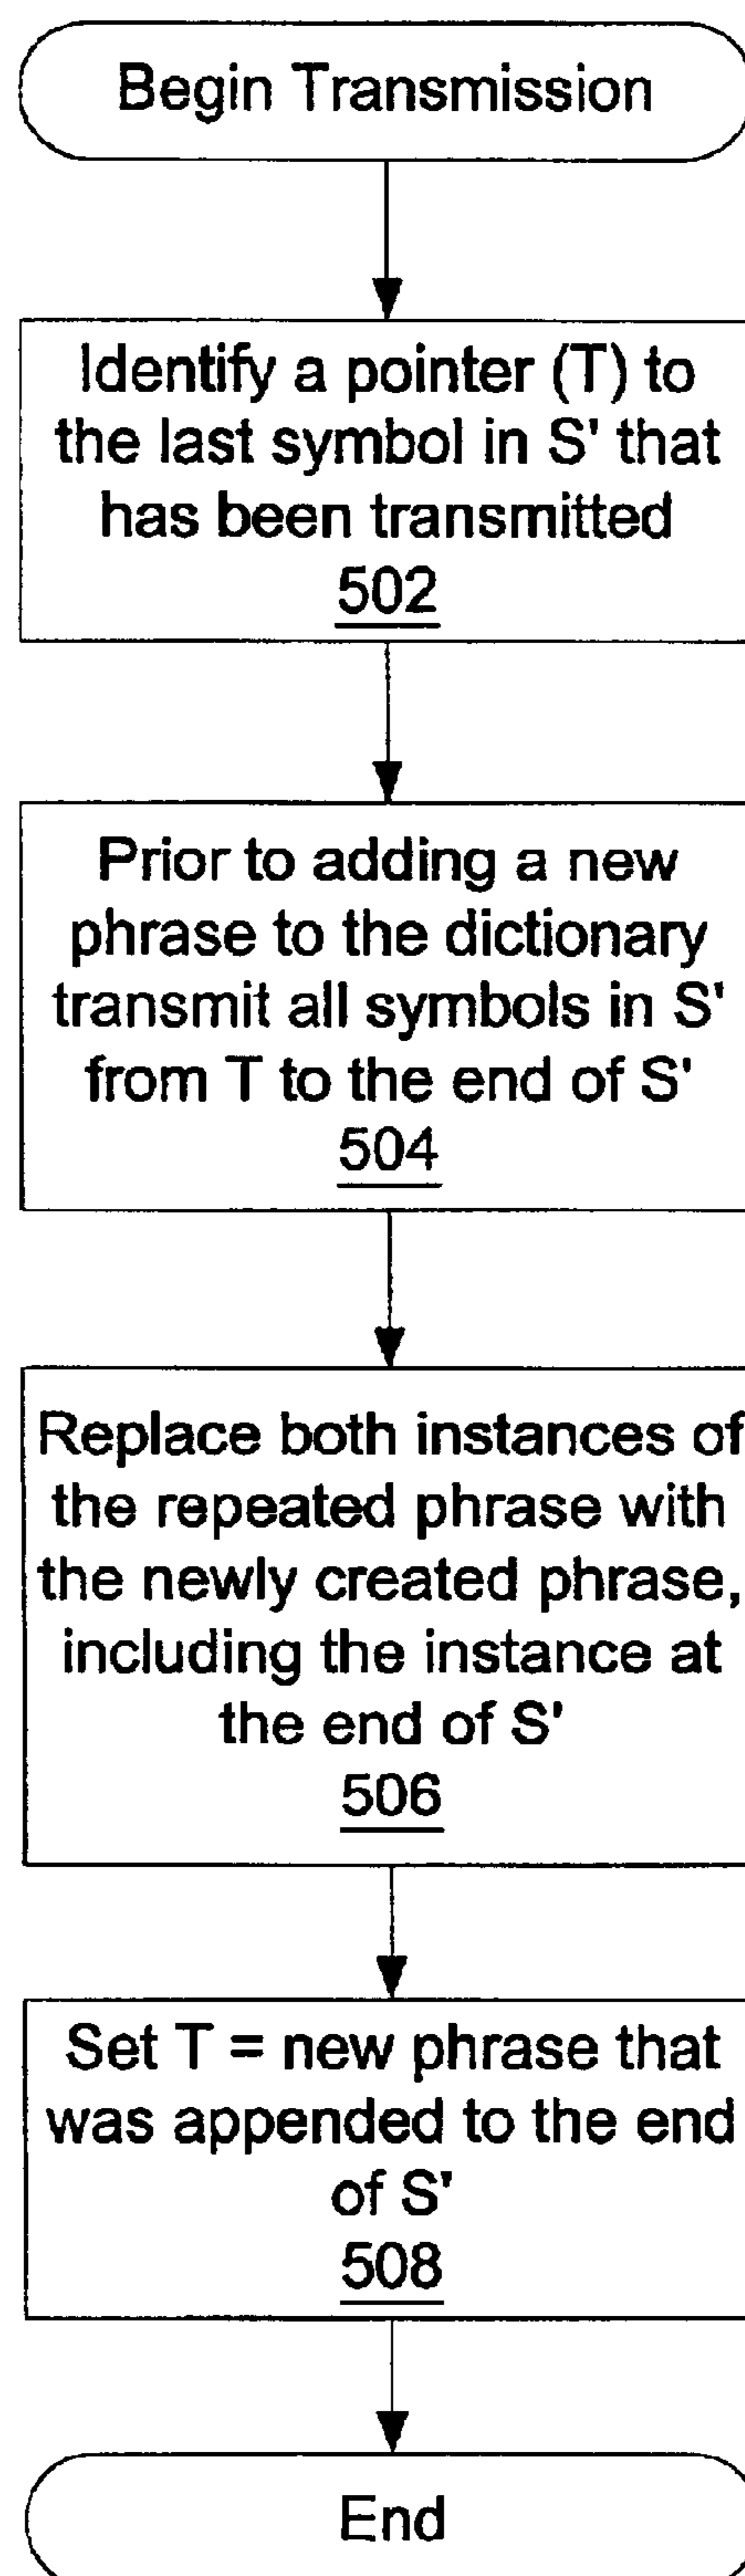 Begin Transmission
Identify a pointer (T) to
the last symbol in S' that
has been transmitted
502
Prior to adding a new
phrase to the dictionary
transmit all symbols in S'
from T to the end of S'
504
Replace both instances of
the repeated phrase with
the newly created phrase,
including the instance at
the end of S'
506
Set T = new phrase that
was appended to the end
of S'
508
End